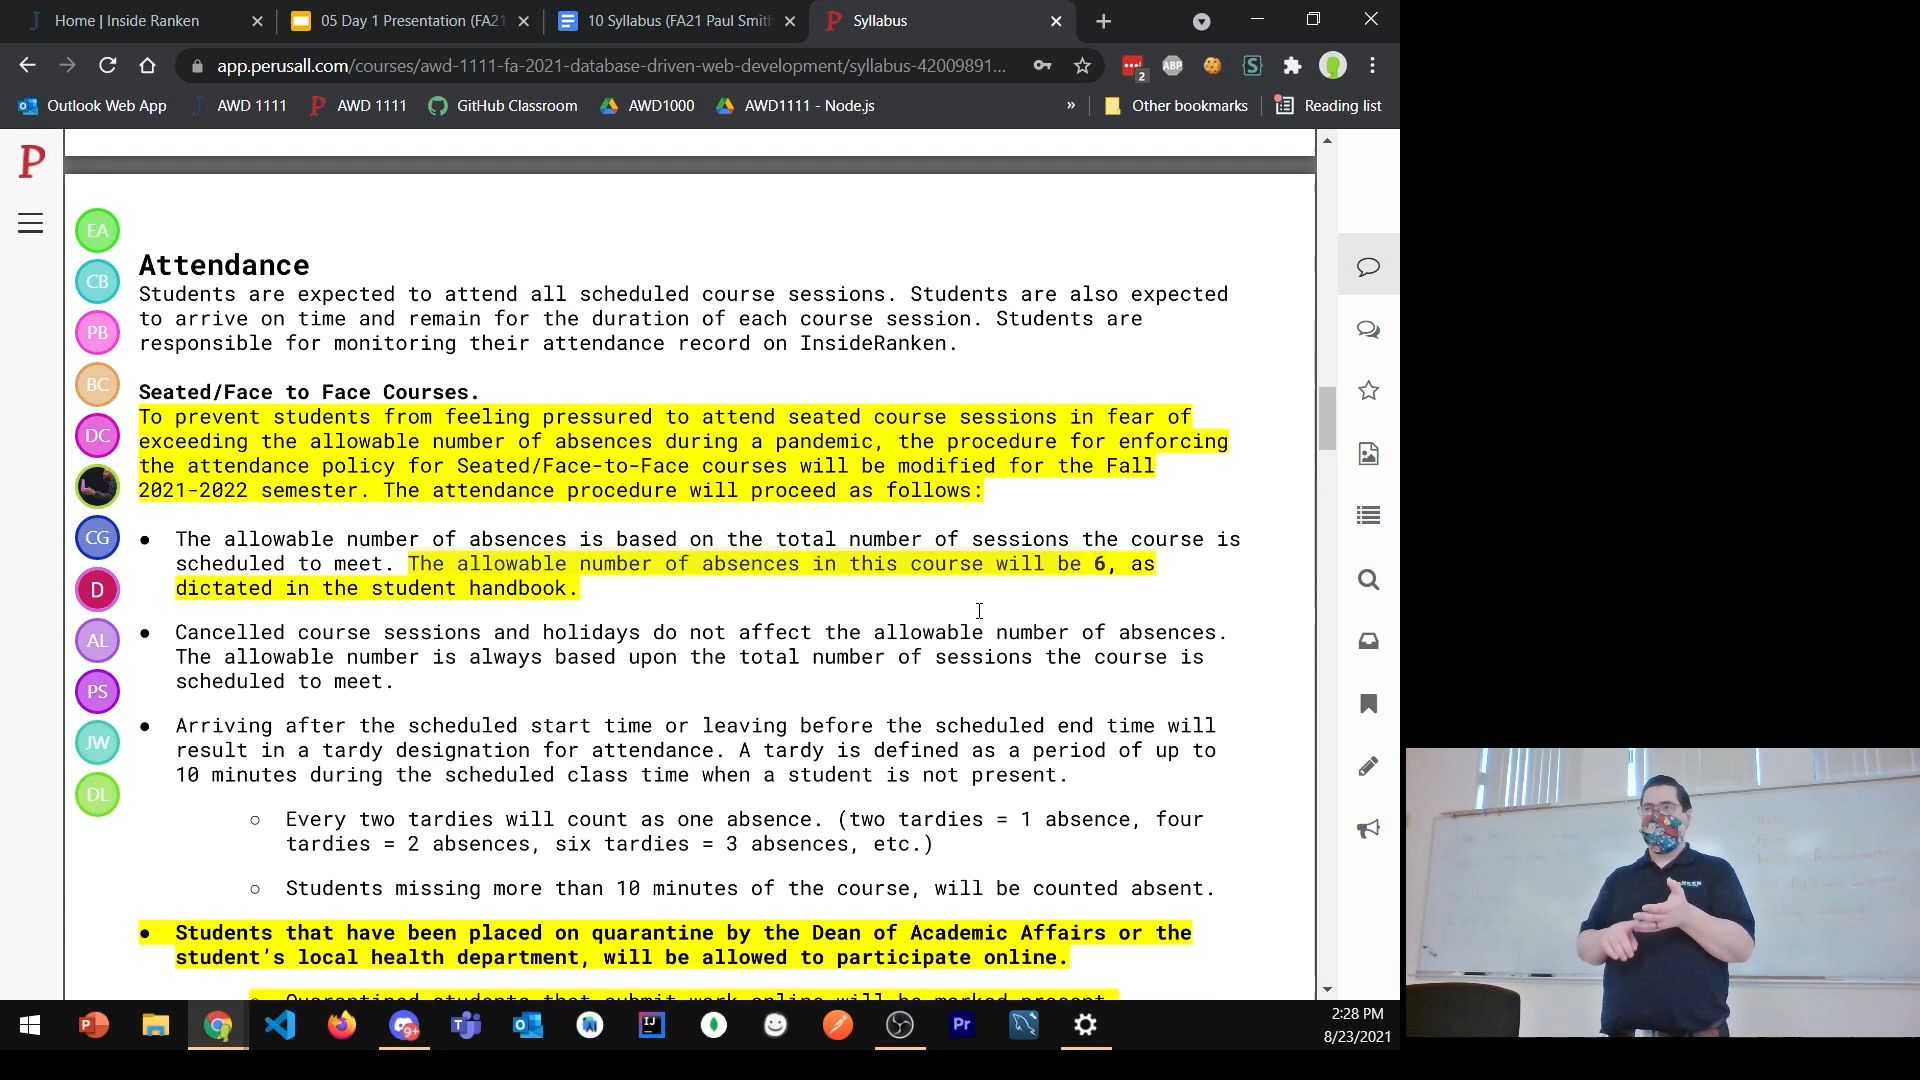 Home | Inside Ranken
05 Day 1 Presentation (FA21
10 Syllabus (FA21 Paul Smith
Syllabus
app.perusall.com/courses/awd-1111-fa-2021-database-driven-web-development/syllabus-42009891...
2
ABP
Outlook Web App
AWD 1111
AWD 1111
GitHub Classroom
AWD1000
AWD1111 - Node.js
»
Other bookmarks
Reading list
P
EA
CB
PB
BC
DC
CG
D
AL
PS
JW
DL
Attendance
Students are expected to attend all scheduled course sessions. Students are also expected
to arrive on time and remain for the duration of each course session. Students are
responsible for monitoring their attendance record on InsideRanken.
Seated/Face to Face Courses.
To prevent students from feeling pressured to attend seated course sessions in fear of
exceeding the allowable number of absences during a pandemic, the procedure for enforcing
the attendance policy for Seated/Face-to-Face courses will be modified for the Fall
2021-2022 semester. The attendance procedure will proceed as follows:
● The allowable number of absences is based on the total number of sessions the course is
scheduled to meet. The allowable number of absences in this course will be 6, as
dictated in the student handbook.
● Cancelled course sessions and holidays do not affect the allowable number of absences.
The allowable number is always based upon the total number of sessions the course is
scheduled to meet.
● Arriving after the scheduled start time or leaving before the scheduled end time will
result in a tardy designation for attendance. A tardy is defined as a period of up to
10 minutes during the scheduled class time when a student is not present.
○ Every two tardies will count as one absence. (two tardies = 1 absence, four
tardies = 2 absences, six tardies = 3 absences, etc.)
○ Students missing more than 10 minutes of the course, will be counted absent.
● Students that have been placed on quarantine by the Dean of Academic Affairs or the
student’s local health department, will be allowed to participate online.
○ Quarantined students that submit work online will be marked present.
9+
IJ
Pr
2:28 PM
8/23/2021